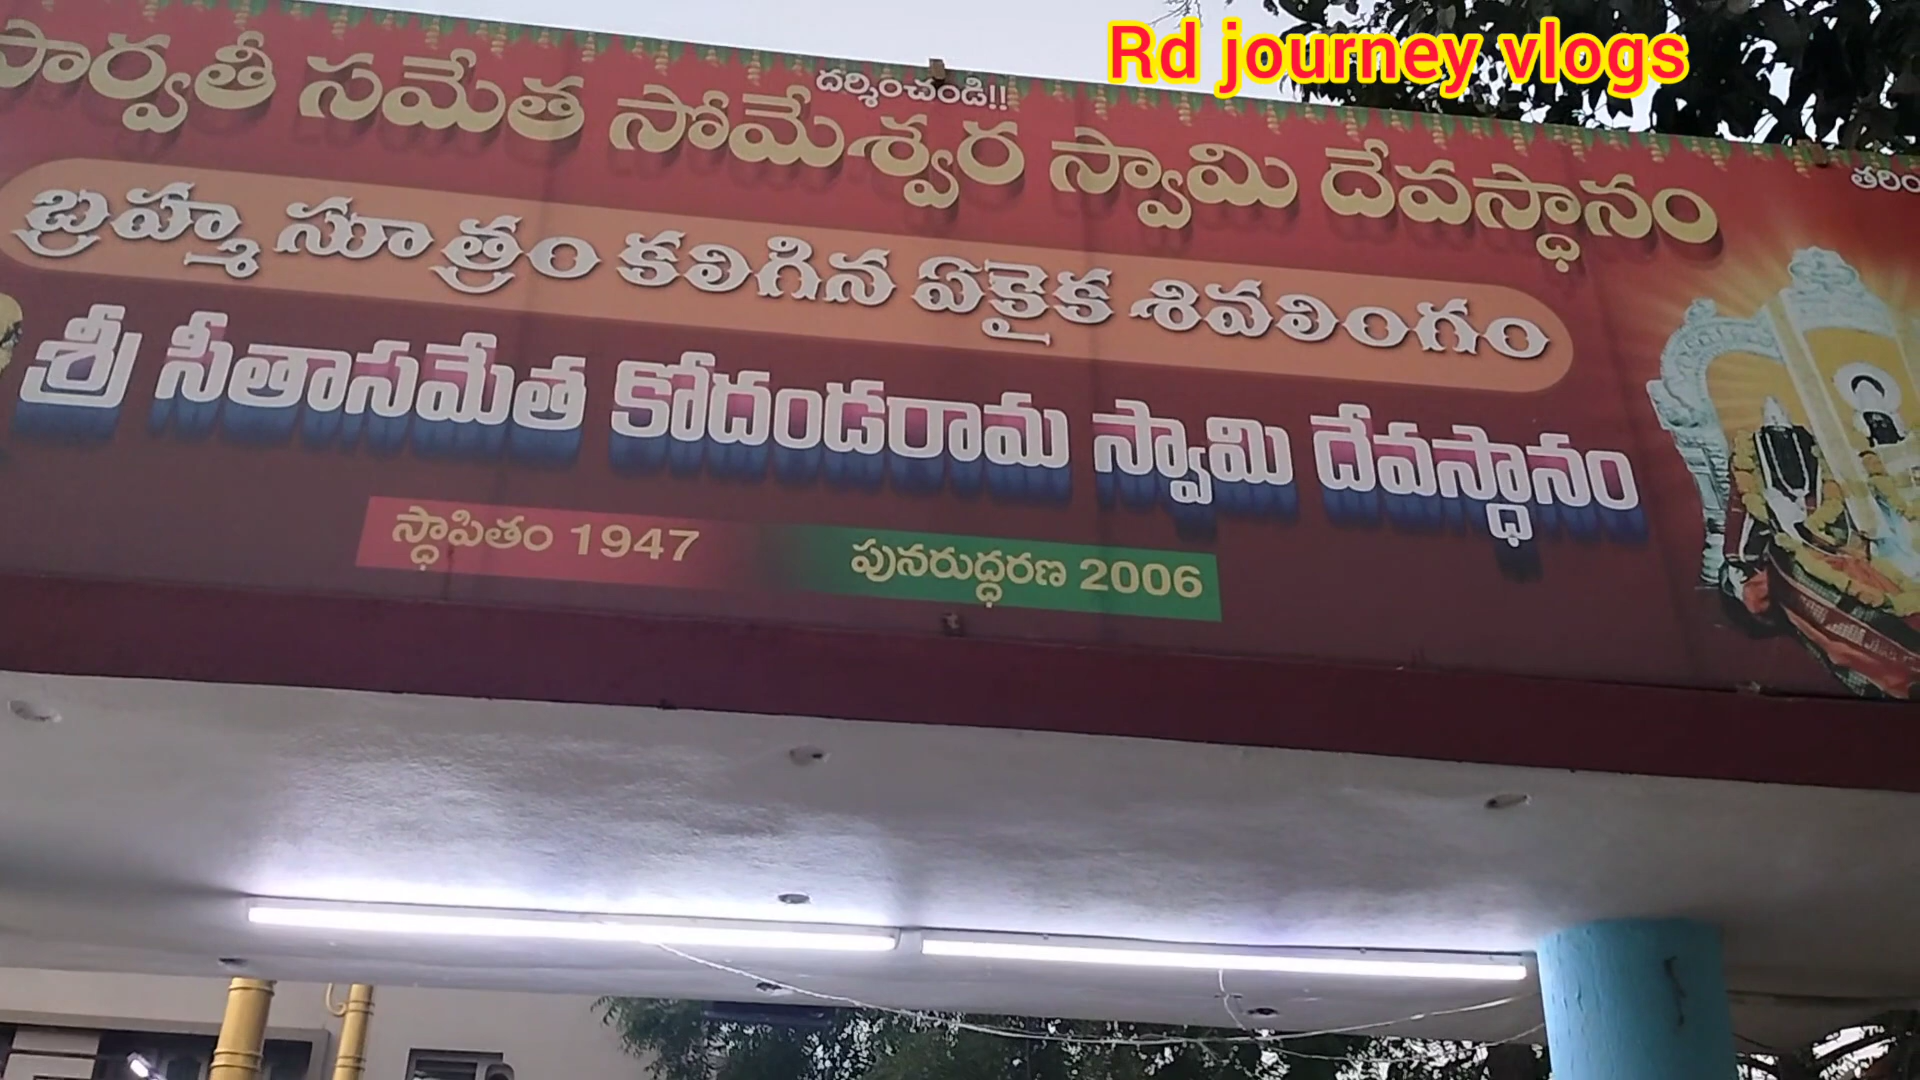 Rd journey vlogs
దర్శించండి!!
పార్వతీ సమేత సోమేశ్వర స్వామి దేవస్థానం
బ్రహ్మ సూత్రం కలిగిన ఏకైక శివలింగం
శ్రీ సీతాసమేత కోదండరామ స్వామి దేవస్థానం
స్థాపితం 1947
పునరుద్ధరణ 2006